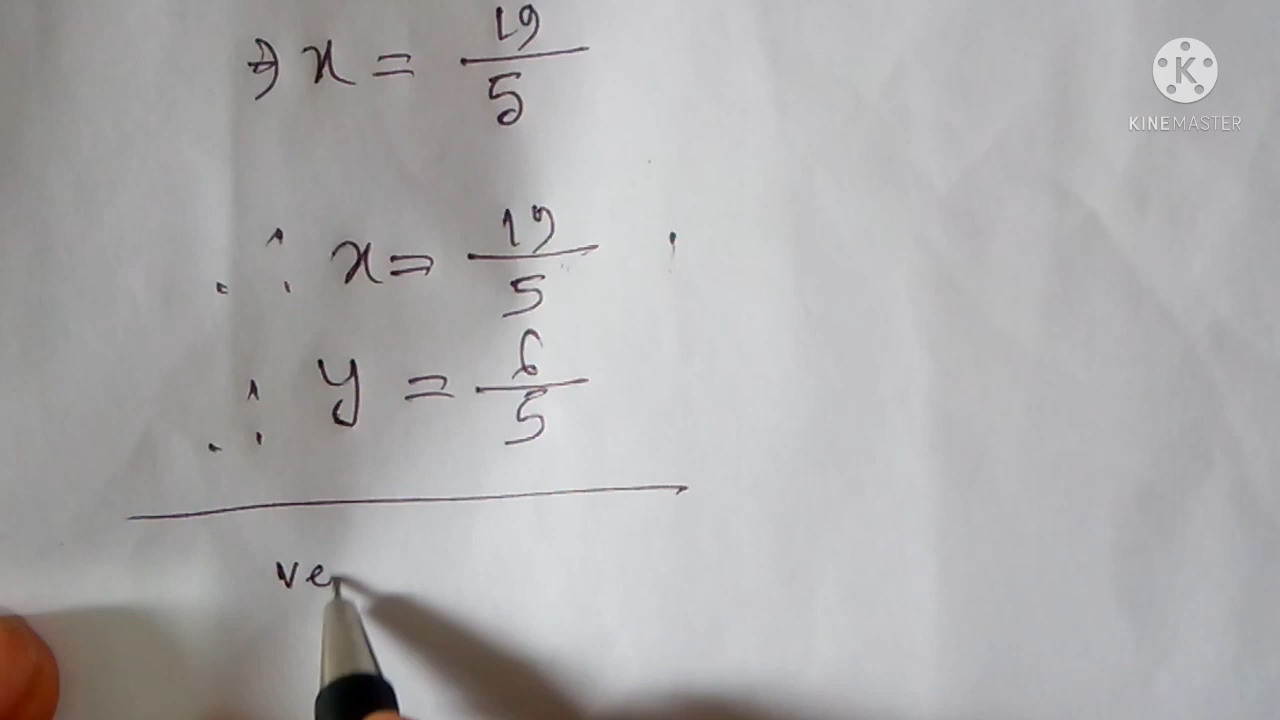 ⇒ x = 19/5
KINEMASTER
∴ x = 19/5
∴ y = 6/5
ve